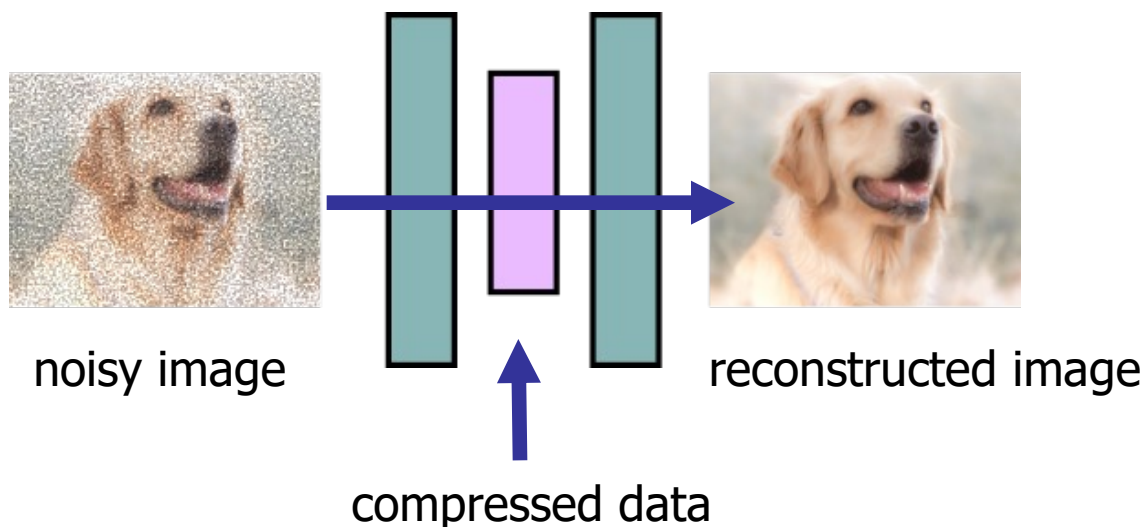 noisy image
reconstructed image
compressed data